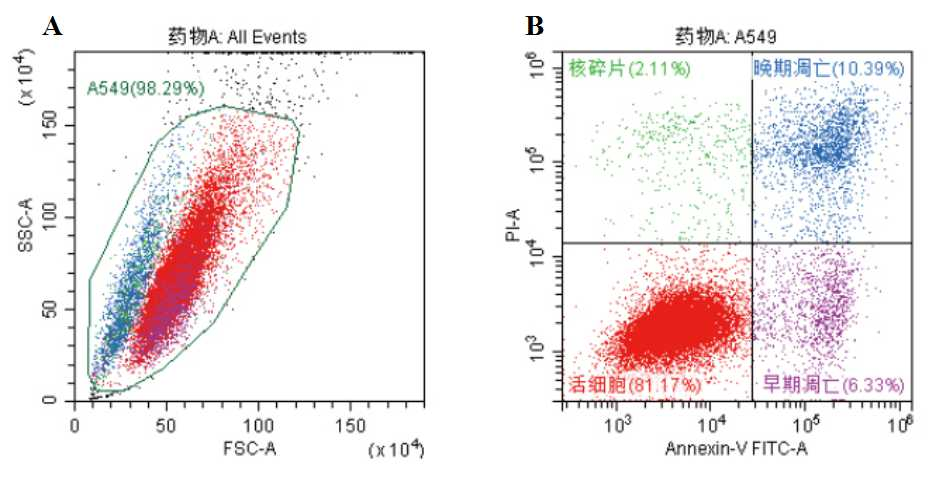 A
药物A: All Events
A549(98.29%)
SSC-A
(x10⁴)
0
50
100
150
0
50
100
150
FSC-A
(x10⁴)
B
药物A: A549
核碎片(2.11%)
晚期凋亡(10.39%)
活细胞(81.17%)
早期凋亡(6.33%)
PI-A
10⁶
10⁵
10⁴
10³
10³
10⁴
10⁵
10⁶
Annexin-V FITC-A